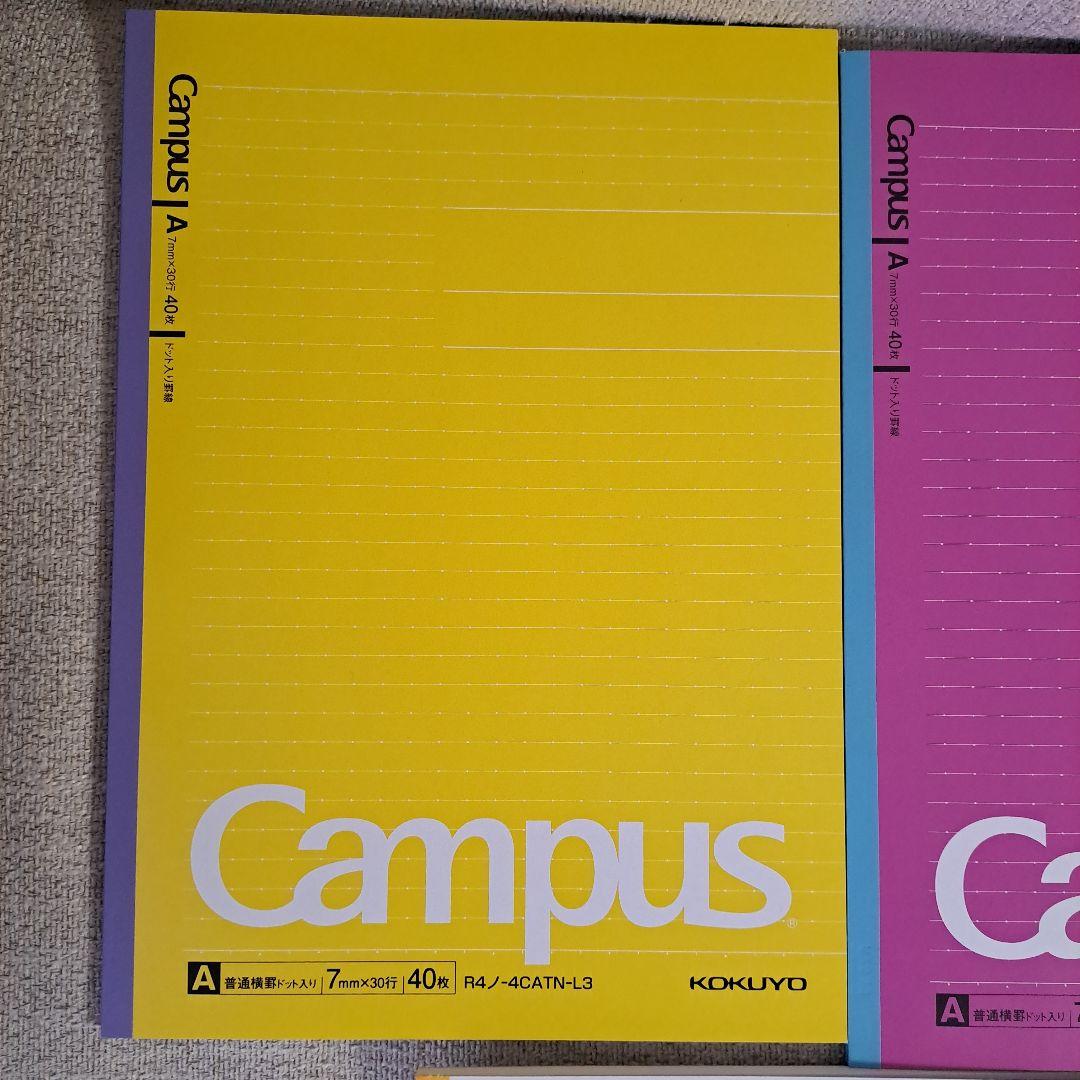 Campus A 7mm×30行 40枚 ドット入り罫線
Campus®
A 普通横罫ドット入り 7mm×30行 40枚 R4ノ-4CATN-L3 KOKUYO
Campus A 7mm×30行 40枚 ドット入り罫線
Ca
A 普通横罫ドット入り 7